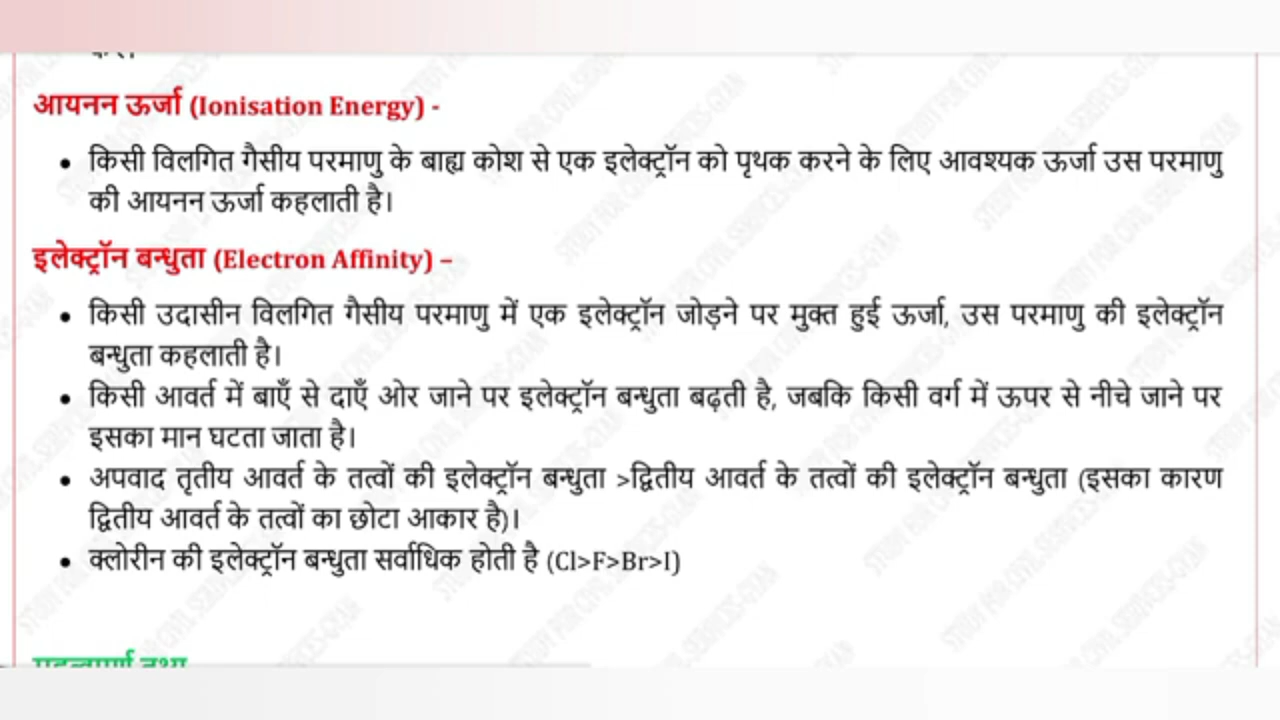 आयनन ऊर्जा (Ionisation Energy) -
• किसी विलगित गैसीय परमाणु के बाह्य कोश से एक इलेक्ट्रॉन को पृथक करने के लिए आवश्यक ऊर्जा उस परमाणु
की आयनन ऊर्जा कहलाती है।
इलेक्ट्रॉन बन्धुता (Electron Affinity) –
• किसी उदासीन विलगित गैसीय परमाणु में एक इलेक्ट्रॉन जोड़ने पर मुक्त हुई ऊर्जा, उस परमाणु की इलेक्ट्रॉन
बन्धुता कहलाती है।
• किसी आवर्त में बाएँ से दाएँ ओर जाने पर इलेक्ट्रॉन बन्धुता बढ़ती है, जबकि किसी वर्ग में ऊपर से नीचे जाने पर
इसका मान घटता जाता है।
• अपवाद तृतीय आवर्त के तत्वों की इलेक्ट्रॉन बन्धुता >द्वितीय आवर्त के तत्वों की इलेक्ट्रॉन बन्धुता (इसका कारण
द्वितीय आवर्त के तत्वों का छोटा आकार है)।
• क्लोरीन की इलेक्ट्रॉन बन्धुता सर्वाधिक होती है (Cl>F>Br>I)